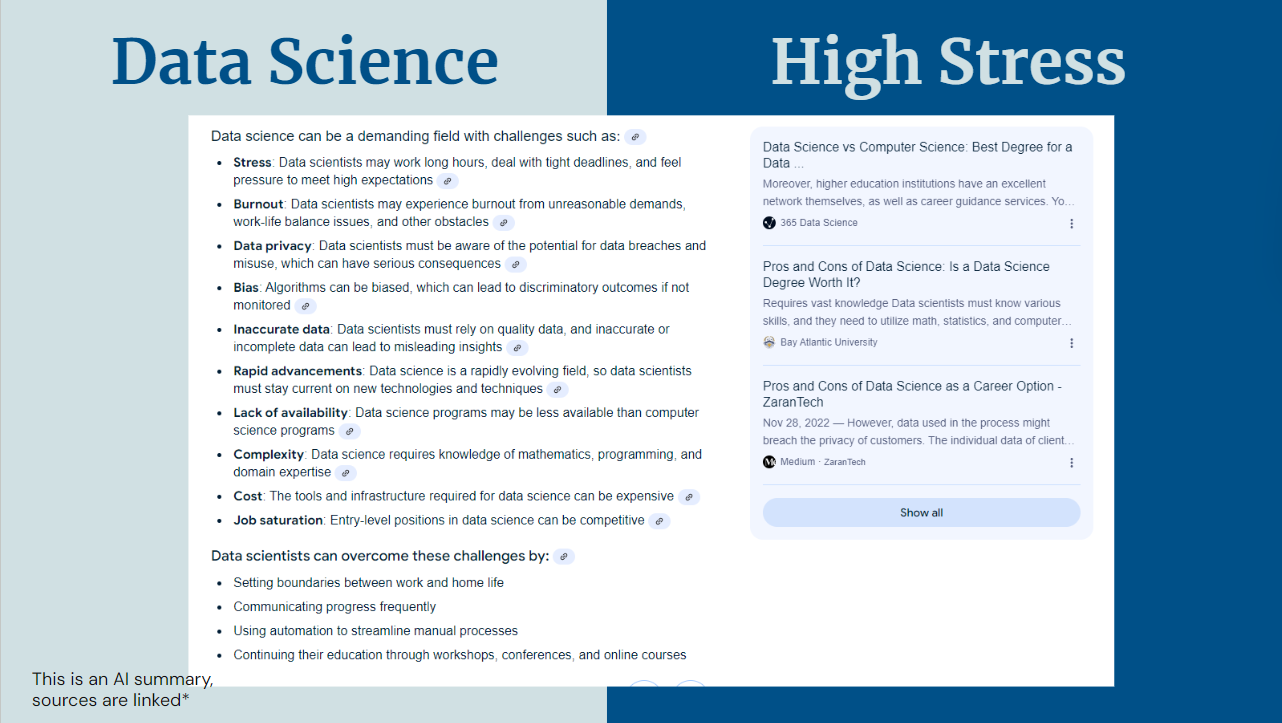 Data Science
High Stress
Data science can be a demanding field with challenges such as:
• Stress: Data scientists may work long hours, deal with tight deadlines, and feel
pressure to meet high expectations
• Burnout: Data scientists may experience burnout from unreasonable demands,
work-life balance issues, and other obstacles
• Data privacy: Data scientists must be aware of the potential for data breaches and
misuse, which can have serious consequences
• Bias: Algorithms can be biased, which can lead to discriminatory outcomes if not
monitored
• Inaccurate data: Data scientists must rely on quality data, and inaccurate or
incomplete data can lead to misleading insights
• Rapid advancements: Data science is a rapidly evolving field, so data scientists
must stay current on new technologies and techniques
• Lack of availability: Data science programs may be less available than computer
science programs
• Complexity: Data science requires knowledge of mathematics, programming, and
domain expertise
• Cost: The tools and infrastructure required for data science can be expensive
• Job saturation: Entry-level positions in data science can be competitive
Data scientists can overcome these challenges by:
• Setting boundaries between work and home life
• Communicating progress frequently
• Using automation to streamline manual processes
• Continuing their education through workshops, conferences, and online courses
Data Science vs Computer Science: Best Degree for a
Data ...
Moreover, higher education institutions have an excellent
network themselves, as well as career guidance services. Yo...
365 Data Science
Pros and Cons of Data Science: Is a Data Science
Degree Worth It?
Requires vast knowledge Data scientists must know various
skills, and they need to utilize math, statistics, and computer...
Bay Atlantic University
Pros and Cons of Data Science as a Career Option -
ZaranTech
Nov 28, 2022 — However, data used in the process might
breach the privacy of customers. The individual data of client...
Medium · ZaranTech
Show all
This is an AI summary,
sources are linked*